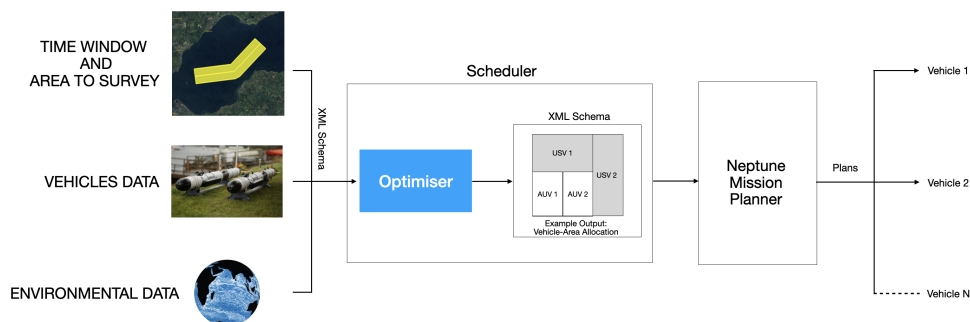 TIME WINDOW
AND
AREA TO SURVEY
VEHICLES DATA
ENVIRONMENTAL DATA
XML Schema
Scheduler
Optimiser
XML Schema
USV 1
USV 2
AUV 1
AUV 2
Example Output:
Vehicle-Area Allocation
Neptune
Mission
Planner
Plans
Vehicle 1
Vehicle 2
Vehicle N